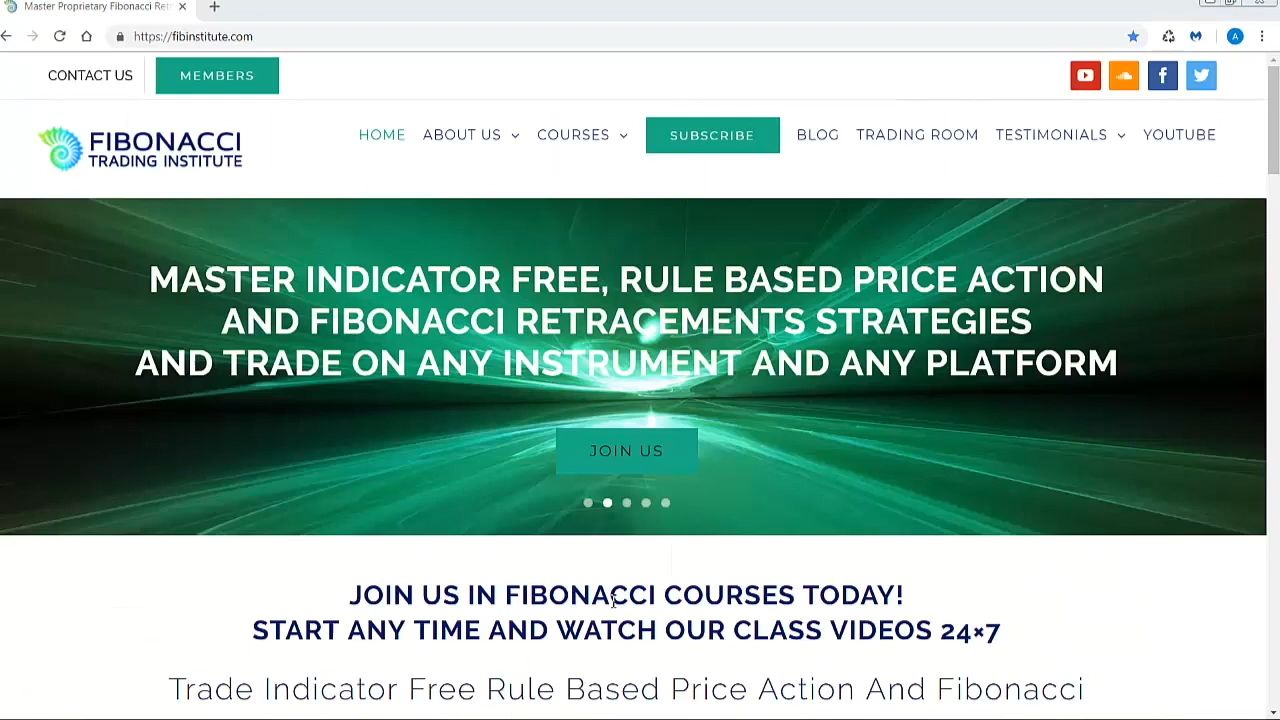 Master Proprietary Fibonacci Ret
https://fibinstitute.com
A
CONTACT US
MEMBERS
FIBONACCI
TRADING INSTITUTE
HOME
ABOUT US
COURSES
SUBSCRIBE
BLOG
TRADING ROOM
TESTIMONIALS
YOUTUBE
MASTER INDICATOR FREE, RULE BASED PRICE ACTION
AND FIBONACCI RETRACEMENTS STRATEGIES
AND TRADE ON ANY INSTRUMENT AND ANY PLATFORM
JOIN US
JOIN US IN FIBONACCI COURSES TODAY!
START ANY TIME AND WATCH OUR CLASS VIDEOS 24×7
Trade Indicator Free Rule Based Price Action And Fibonacci